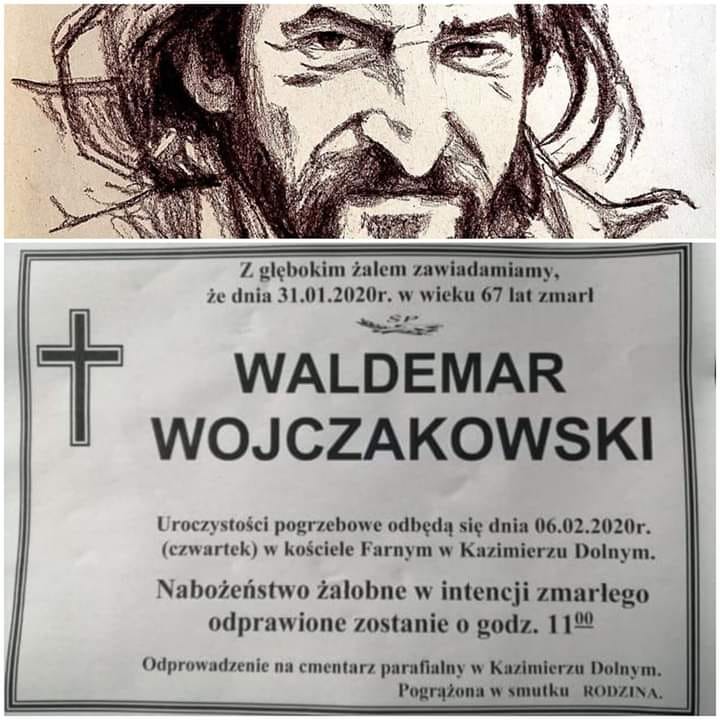 Z głębokim żalem zawiadamiamy,
że dnia 31.01.2020r. w wieku 67 lat zmarł
Ś.P.
WALDEMAR
WOJCZAKOWSKI
Uroczystości pogrzebowe odbędą się dnia 06.02.2020r.
(czwartek) w kościele Farnym w Kazimierzu Dolnym.
Nabożeństwo żałobne w intencji zmarłego
odprawione zostanie o godz. 11⁰⁰
Odprowadzenie na cmentarz parafialny w Kazimierzu Dolnym.
Pogrążona w smutku RODZINA.